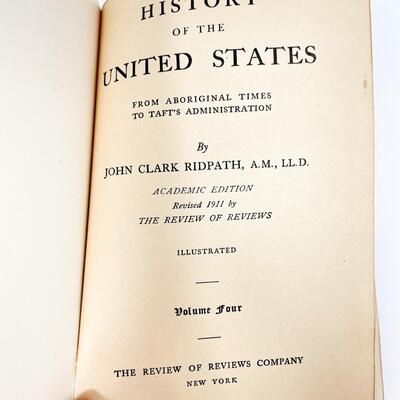 HISTORY
OF THE
UNITED STATES
FROM ABORIGINAL TIMES
TO TAFT'S ADMINISTRATION
By
JOHN CLARK RIDPATH, A.M., LL.D.
ACADEMIC EDITION
Revised 1911 by
THE REVIEW OF REVIEWS
ILLUSTRATED
Volume Four
THE REVIEW OF REVIEWS COMPANY
NEW YORK